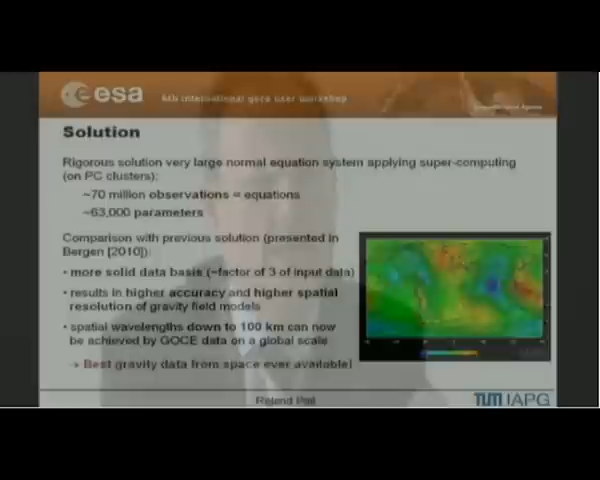 esa
4th international goce user workshop
Solution
Rigorous solution very large normal equation system applying super-computing
(on PC clusters):
~70 million observations = equations
~63,000 parameters
Comparison with previous solution (presented in
Bergen [2010]):
• more solid data basis (~factor of 3 of input data)
• results in higher accuracy and higher spatial
resolution of gravity field models
• spatial wavelengths down to 100 km can now
be achieved by GOCE data on a global scale
→ Best gravity data from space ever available!
Roland Pail
TUM IAPG